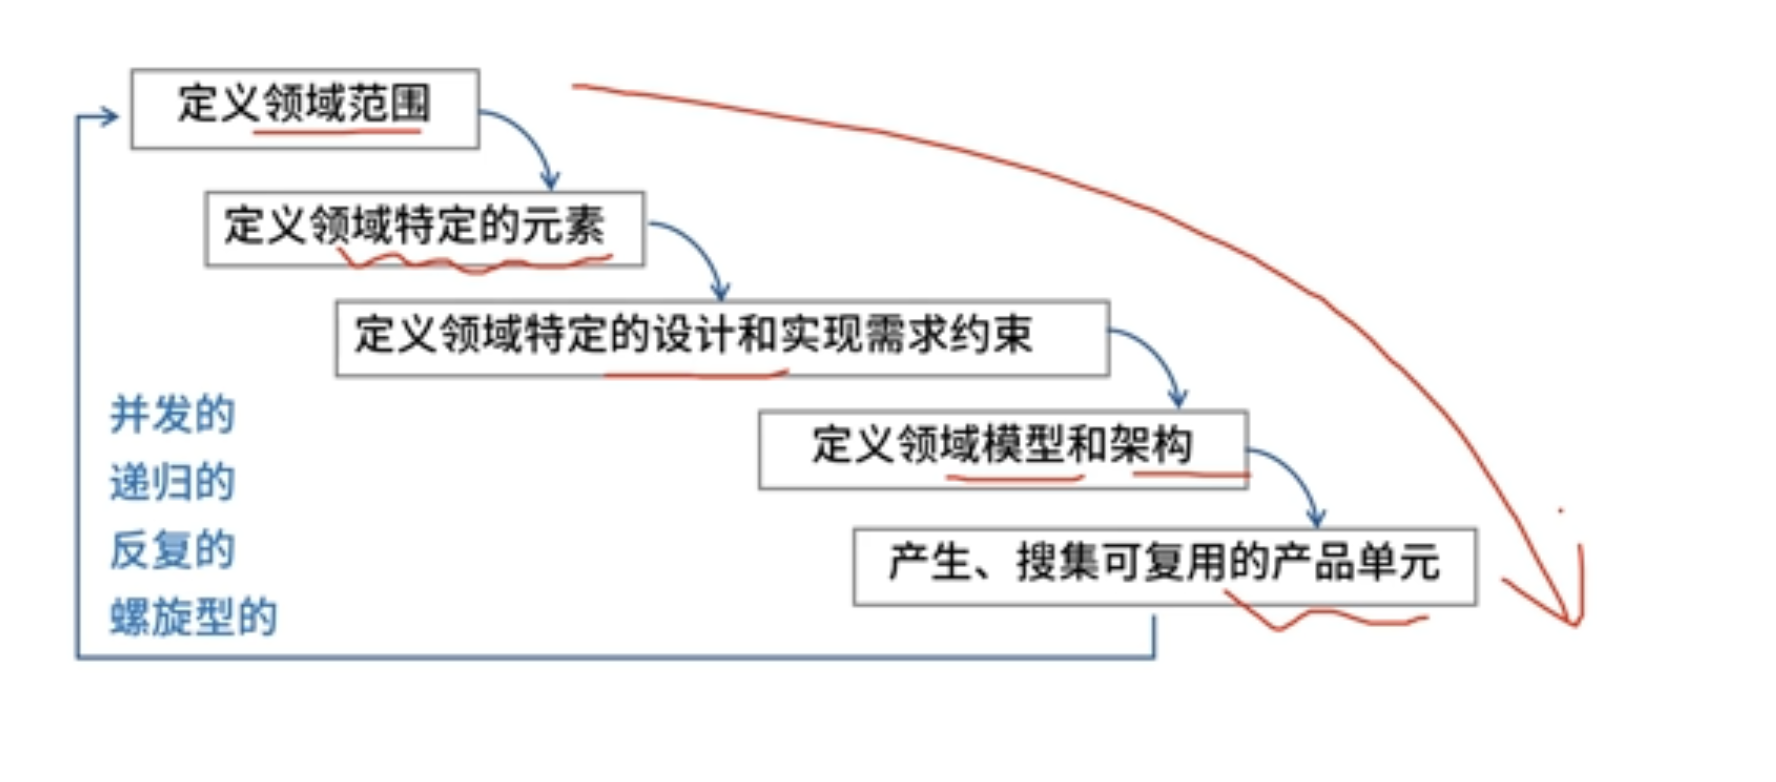 定义领域范围
定义领域特定的元素
定义领域特定的设计和实现需求约束
定义领域模型和架构
产生、搜集可复用的产品单元
并发的
递归的
反复的
螺旋型的